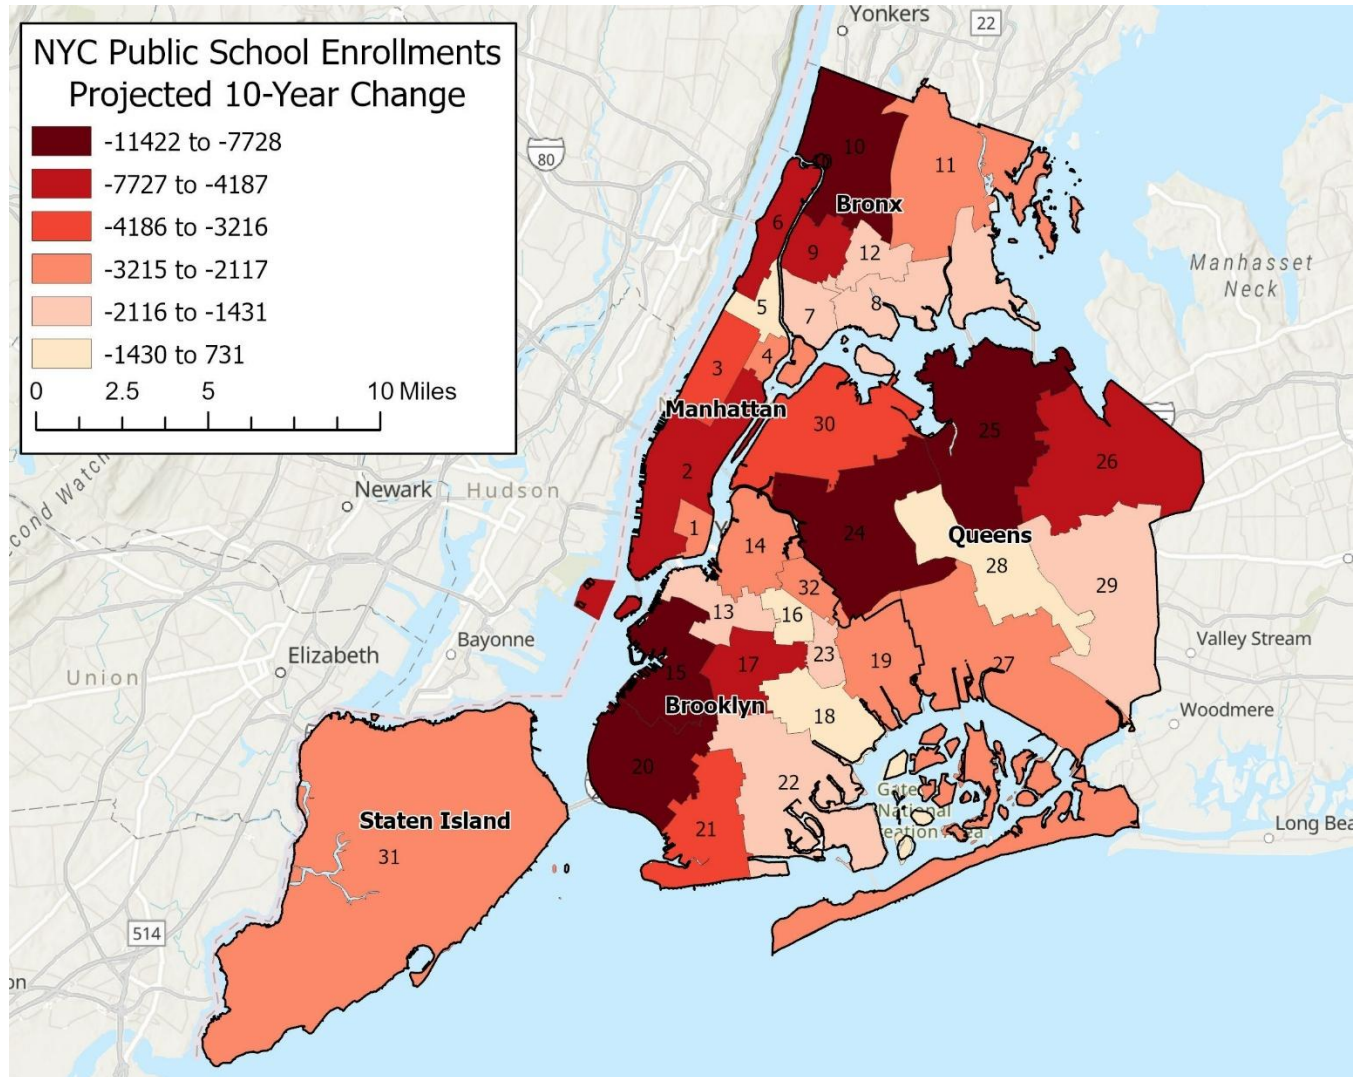 NYC Public School Enrollments
Projected 10-Year Change
-11422 to -7728
-7727 to -4187
-4186 to -3216
-3215 to -2117
-2116 to -1431
-1430 to 731
0 2.5 5 10 Miles
Yonkers
22
80
10
11
Bronx
6
9
12
Manhasset
Neck
5
7
8
3
4
Manhattan
30
25
26
2
Newark
Hudson
1
14
24
Queens
28
29
32
13
16
Bayonne
Valley Stream
Elizabeth
Union
15
17
23
19
27
Brooklyn
18
Woodmere
20
22
21
Staten Island
31
Long Bea
514